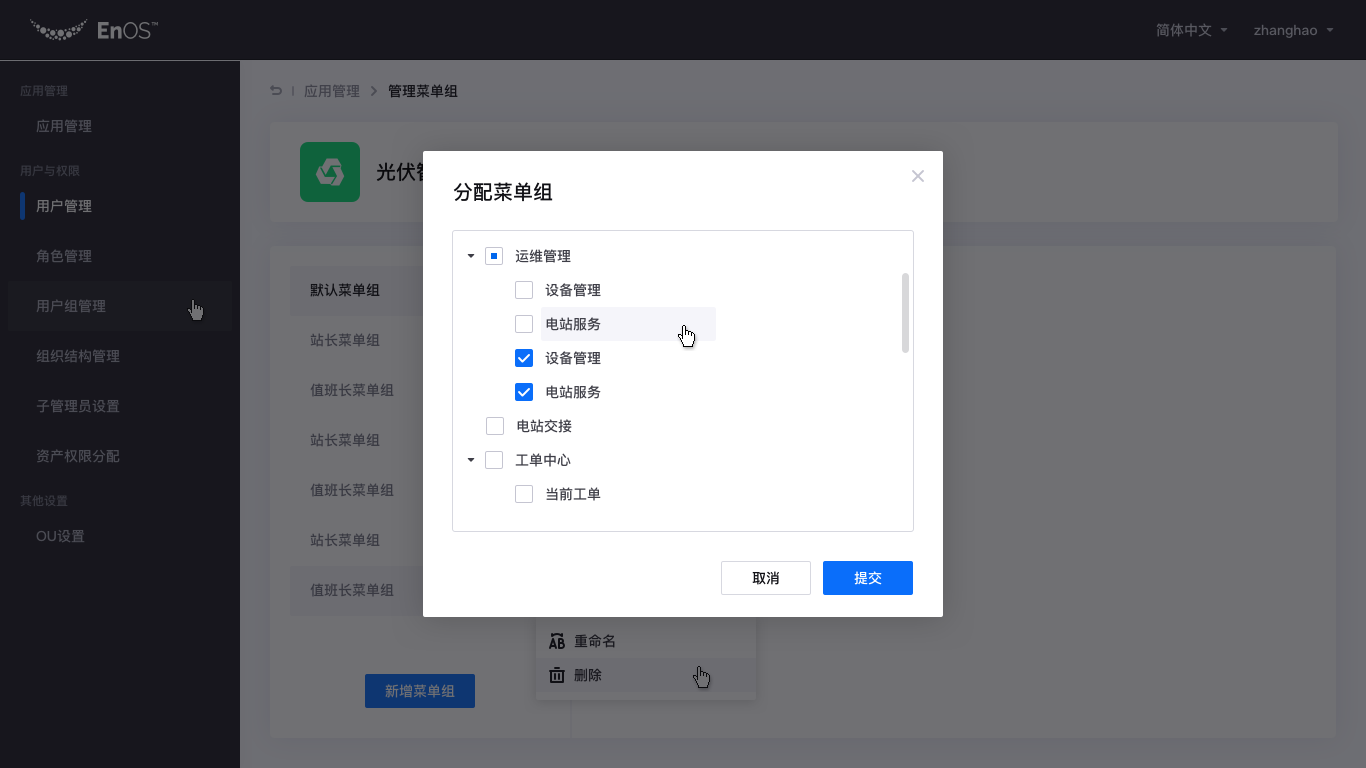 EnOS™
简体中文
zhanghao
应用管理
应用管理
用户与权限
用户管理
角色管理
用户组管理
组织结构管理
子管理员设置
资产权限分配
其他设置
OU设置
应用管理
管理菜单组
光伏
默认菜单组
站长菜单组
值班长菜单组
站长菜单组
值班长菜单组
站长菜单组
值班长菜单组
新增菜单组
分配菜单组
运维管理
设备管理
电站服务
设备管理
电站服务
电站交接
工单中心
当前工单
取消
提交
AB 重命名
删除